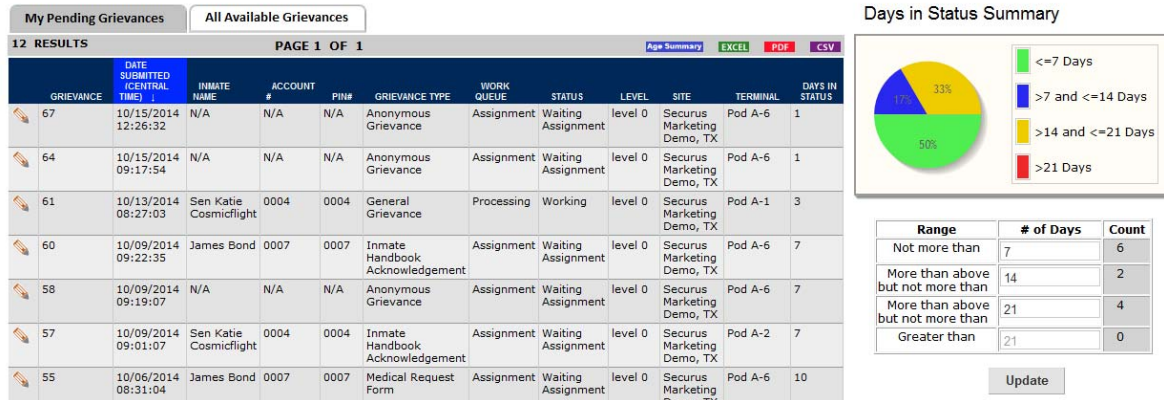 My Pending Grievances
All Available Grievances
12 RESULTS
PAGE 1 OF 1
Age Summary EXCEL PDF CSV
GRIEVANCE
DATE
SUBMITTED
(CENTRAL
TIME) ↓
INMATE
NAME
ACCOUNT
#
PIN#
GRIEVANCE TYPE
WORK
QUEUE
STATUS
LEVEL
SITE
TERMINAL
DAYS IN
STATUS
67 10/15/2014 N/A N/A N/A Anonymous Assignment Waiting level 0 Securus Pod A-6 1
12:26:32 Grievance Assignment Marketing
Demo, TX
64 10/15/2014 N/A N/A N/A Anonymous Assignment Waiting level 0 Securus Pod A-6 1
09:17:54 Grievance Assignment Marketing
Demo, TX
61 10/13/2014 Sen Katie 0004 0004 General Processing Working level 0 Securus Pod A-1 3
08:27:03 Cosmicflight Grievance Marketing
Demo, TX
60 10/09/2014 James Bond 0007 0007 Inmate Assignment Waiting level 0 Securus Pod A-6 7
09:22:35 Handbook Assignment Marketing
Acknowledgement Demo, TX
58 10/09/2014 N/A N/A N/A Anonymous Assignment Waiting level 0 Securus Pod A-6 7
09:19:07 Grievance Assignment Marketing
Demo, TX
57 10/09/2014 Sen Katie 0004 0004 Inmate Assignment Waiting level 0 Securus Pod A-2 7
09:01:07 Cosmicflight Handbook Assignment Marketing
Acknowledgement Demo, TX
55 10/06/2014 James Bond 0007 0007 Medical Request Assignment Waiting level 0 Securus Pod A-6 10
08:31:04 Form Assignment Marketing
Days in Status Summary
33%
17%
50%
<=7 Days
>7 and <=14 Days
>14 and <=21 Days
>21 Days
Range # of Days Count
Not more than 7 6
More than above
but not more than 14 2
More than above
but not more than 21 4
Greater than 21 0
Update